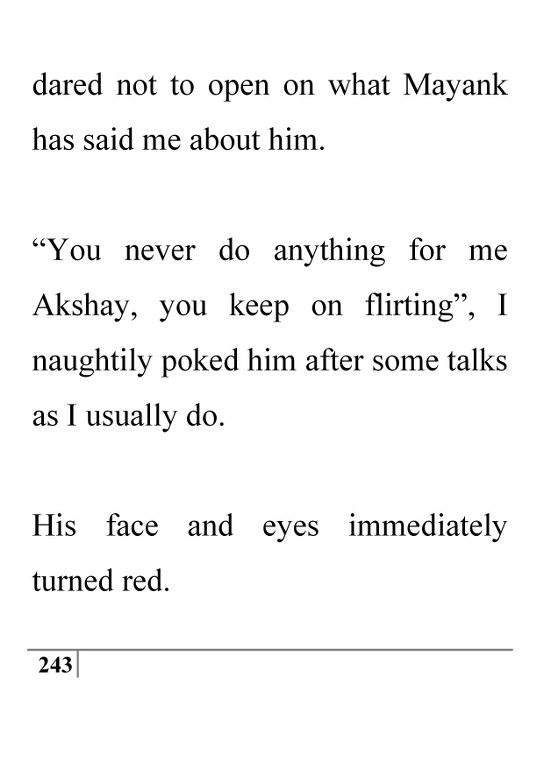 dared not to open on what Mayank
has said me about him.
“You never do anything for me
Akshay, you keep on flirting”, I
naughtily poked him after some talks
as I usually do.
His face and eyes immediately
turned red.
243